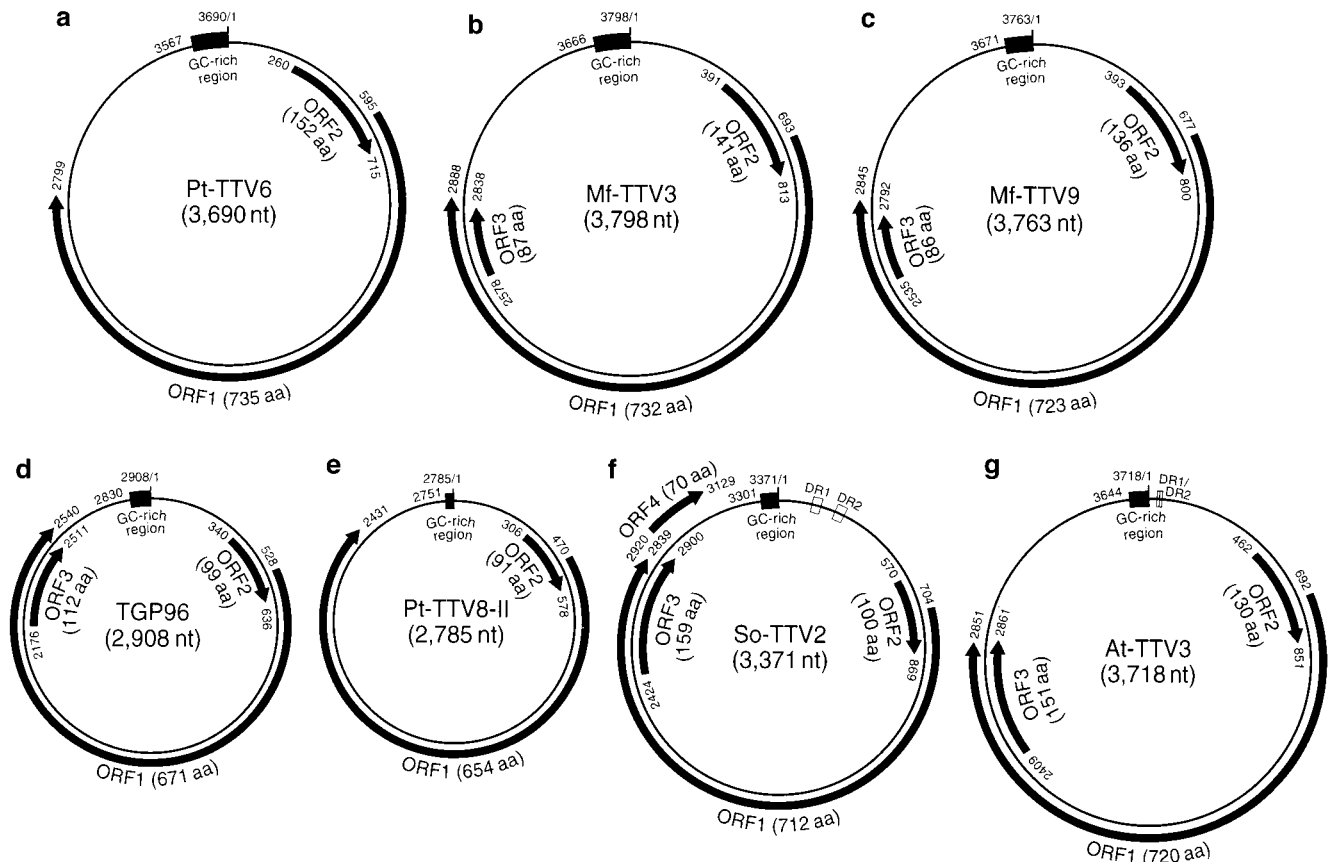 a
3690/1
3567
GC-rich
region
260
595
ORF2
(152 aa)
715
2799
Pt-TTV6
(3,690 nt)
ORF1 (735 aa)
b
3798/1
3666
GC-rich
region
391
693
ORF2
(141 aa)
813
2888
2838
ORF3
(87 aa)
2578
Mf-TTV3
(3,798 nt)
ORF1 (732 aa)
c
3763/1
3671
GC-rich
region
393
677
ORF2
(136 aa)
800
2845
2792
ORF3
(86 aa)
2535
Mf-TTV9
(3,763 nt)
ORF1 (723 aa)
d
2908/1
2830
GC-rich
region
2540
2511
340
528
ORF2
(99 aa)
636
ORF3
(112 aa)
2176
TGP96
(2,908 nt)
ORF1 (671 aa)
e
2785/1
2751
GC-rich
region
2431
306
470
ORF2
(91 aa)
578
Pt-TTV8-II
(2,785 nt)
ORF1 (654 aa)
f
ORF4 (70 aa)
3129
3371/1
3301
GC-rich
region
DR1
DR2
2920
2839
2900
570
704
ORF2
(100 aa)
869
ORF3
(159 aa)
2424
So-TTV2
(3,371 nt)
ORF1 (712 aa)
g
3718/1
3644
GC-rich
region
DR1/
DR2
462
692
ORF2
(130 aa)
851
2851
2861
ORF3
(151 aa)
2409
At-TTV3
(3,718 nt)
ORF1 (720 aa)